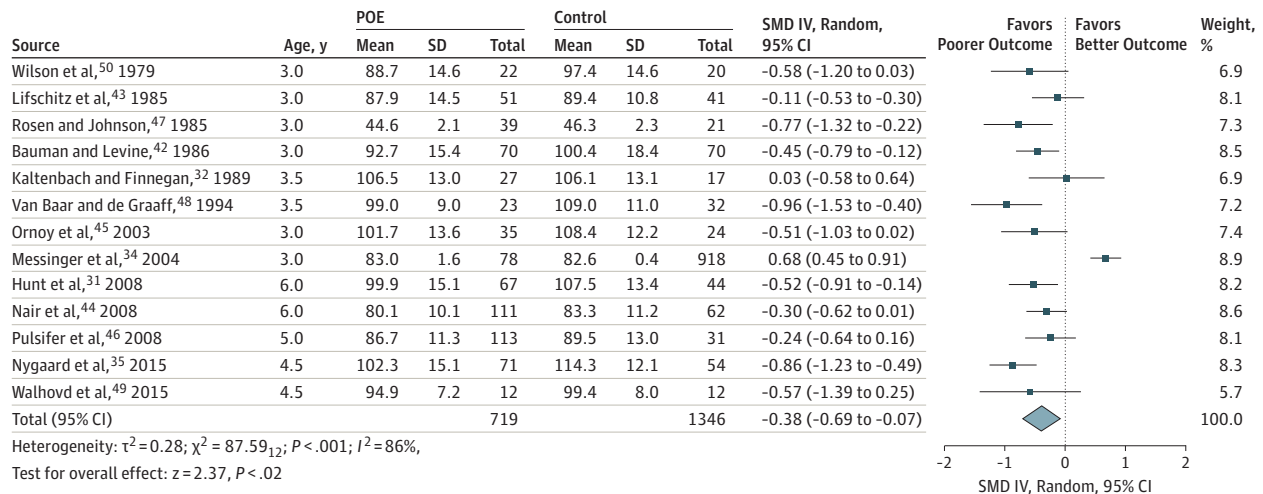 POE Control SMD IV, Random, 95% CI Favors Poorer Outcome Favors Better Outcome Weight, %
Source Age, y Mean SD Total Mean SD Total
Wilson et al,50 1979 3.0 88.7 14.6 22 97.4 14.6 20 -0.58 (-1.20 to 0.03) 6.9
Lifschitz et al,43 1985 3.0 87.9 14.5 51 89.4 10.8 41 -0.11 (-0.53 to -0.30) 8.1
Rosen and Johnson,47 1985 3.0 44.6 2.1 39 46.3 2.3 21 -0.77 (-1.32 to -0.22) 7.3
Bauman and Levine,42 1986 3.0 92.7 15.4 70 100.4 18.4 70 -0.45 (-0.79 to -0.12) 8.5
Kaltenbach and Finnegan,32 1989 3.5 106.5 13.0 27 106.1 13.1 17 0.03 (-0.58 to 0.64) 6.9
Van Baar and de Graaff,48 1994 3.5 99.0 9.0 23 109.0 11.0 32 -0.96 (-1.53 to -0.40) 7.2
Ornoy et al,45 2003 3.0 101.7 13.6 35 108.4 12.2 24 -0.51 (-1.03 to 0.02) 7.4
Messinger et al,34 2004 3.0 83.0 1.6 78 82.6 0.4 918 0.68 (0.45 to 0.91) 8.9
Hunt et al,31 2008 6.0 99.9 15.1 67 107.5 13.4 44 -0.52 (-0.91 to -0.14) 8.2
Nair et al,44 2008 6.0 80.1 10.1 111 83.3 11.2 62 -0.30 (-0.62 to 0.01) 8.6
Pulsifer et al,46 2008 5.0 86.7 11.3 113 89.5 13.0 31 -0.24 (-0.64 to 0.16) 8.1
Nygaard et al,35 2015 4.5 102.3 15.1 71 114.3 12.1 54 -0.86 (-1.23 to -0.49) 8.3
Walhovd et al,49 2015 4.5 94.9 7.2 12 99.4 8.0 12 -0.57 (-1.39 to 0.25) 5.7
Total (95% CI) 719 1346 -0.38 (-0.69 to -0.07) 100.0
Heterogeneity: τ2 = 0.28; χ2 = 87.5912; P < .001; I2 = 86%,
Test for overall effect: z = 2.37, P < .02
-2 -1 0 1 2
SMD IV, Random, 95% CI